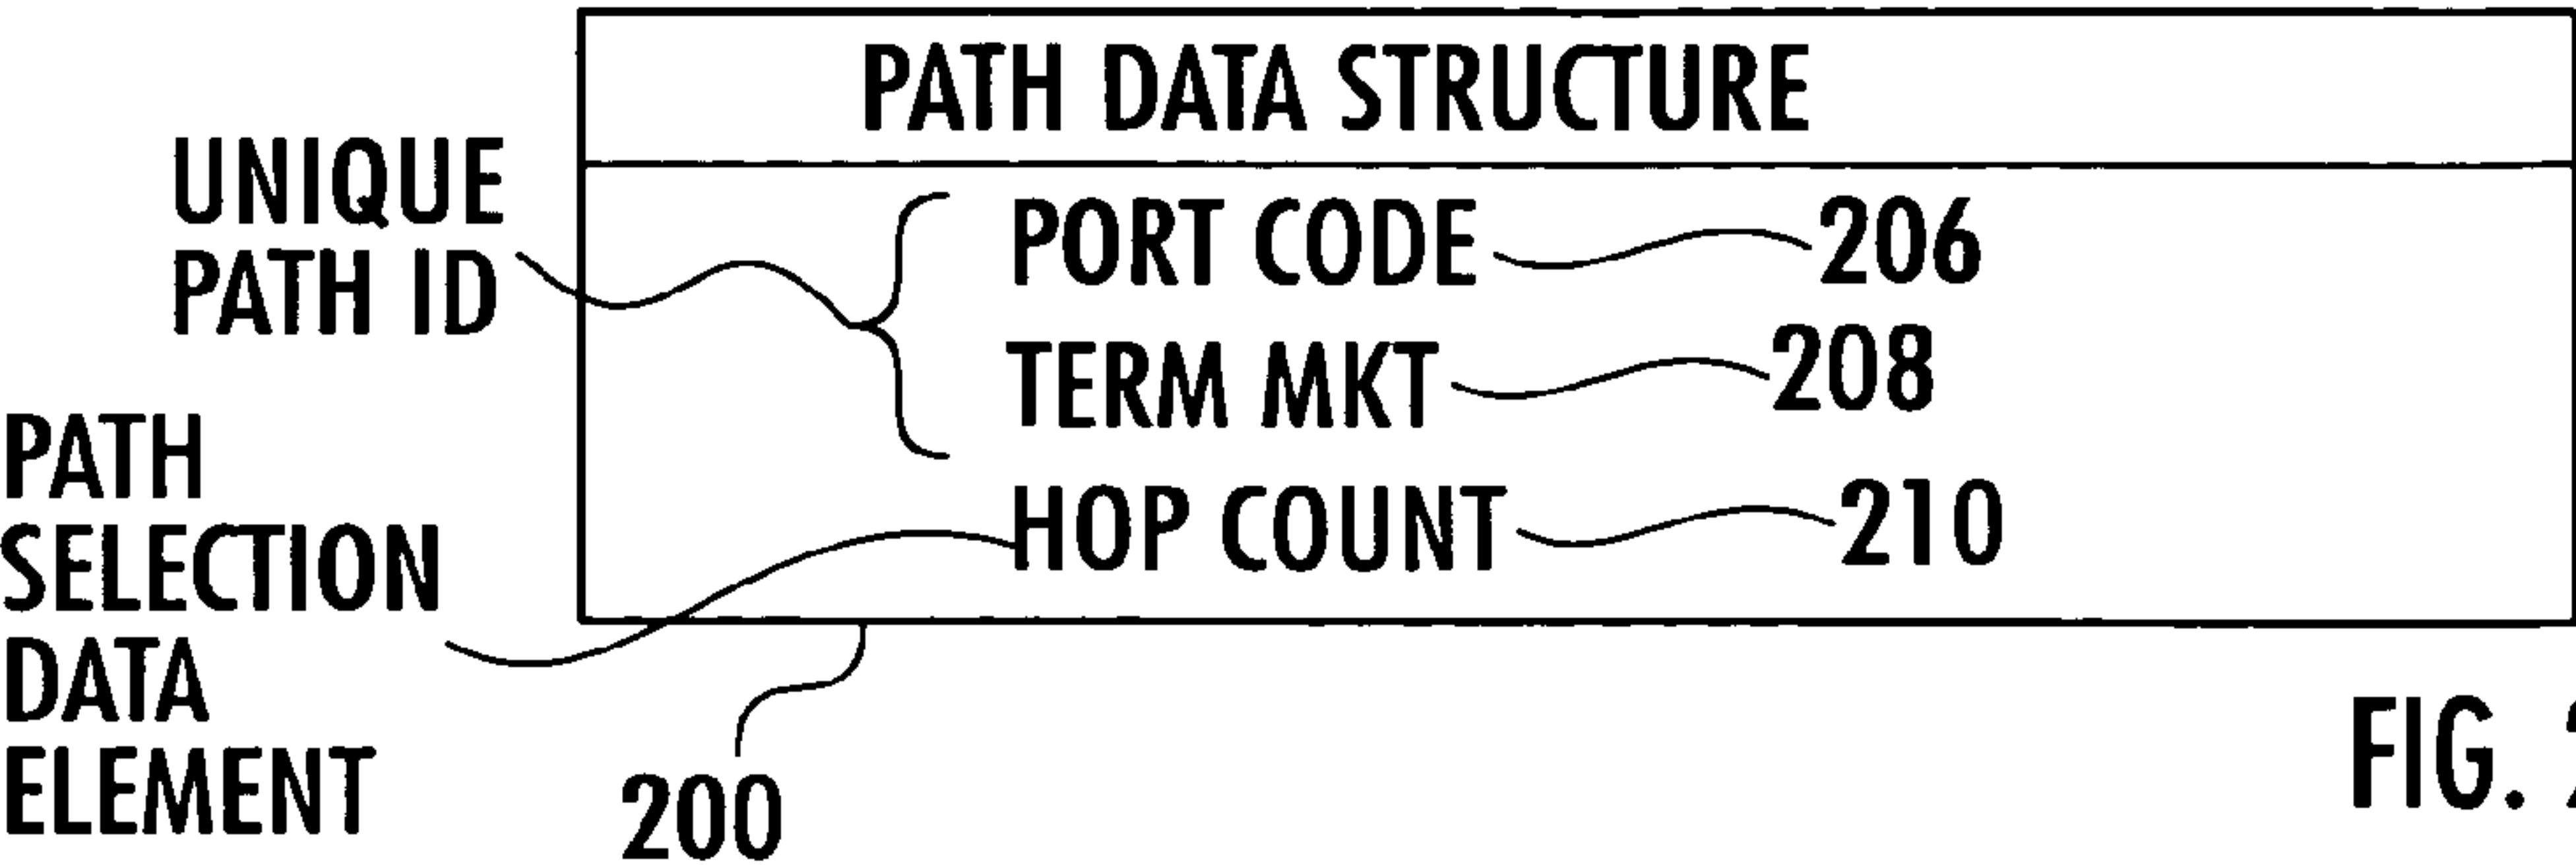 PATH DATA STRUCTURE
UNIQUE
PATH ID
PORT CODE 206
TERM MKT 208
HOP COUNT 210
PATH
SELECTION
DATA
ELEMENT
200
FIG.